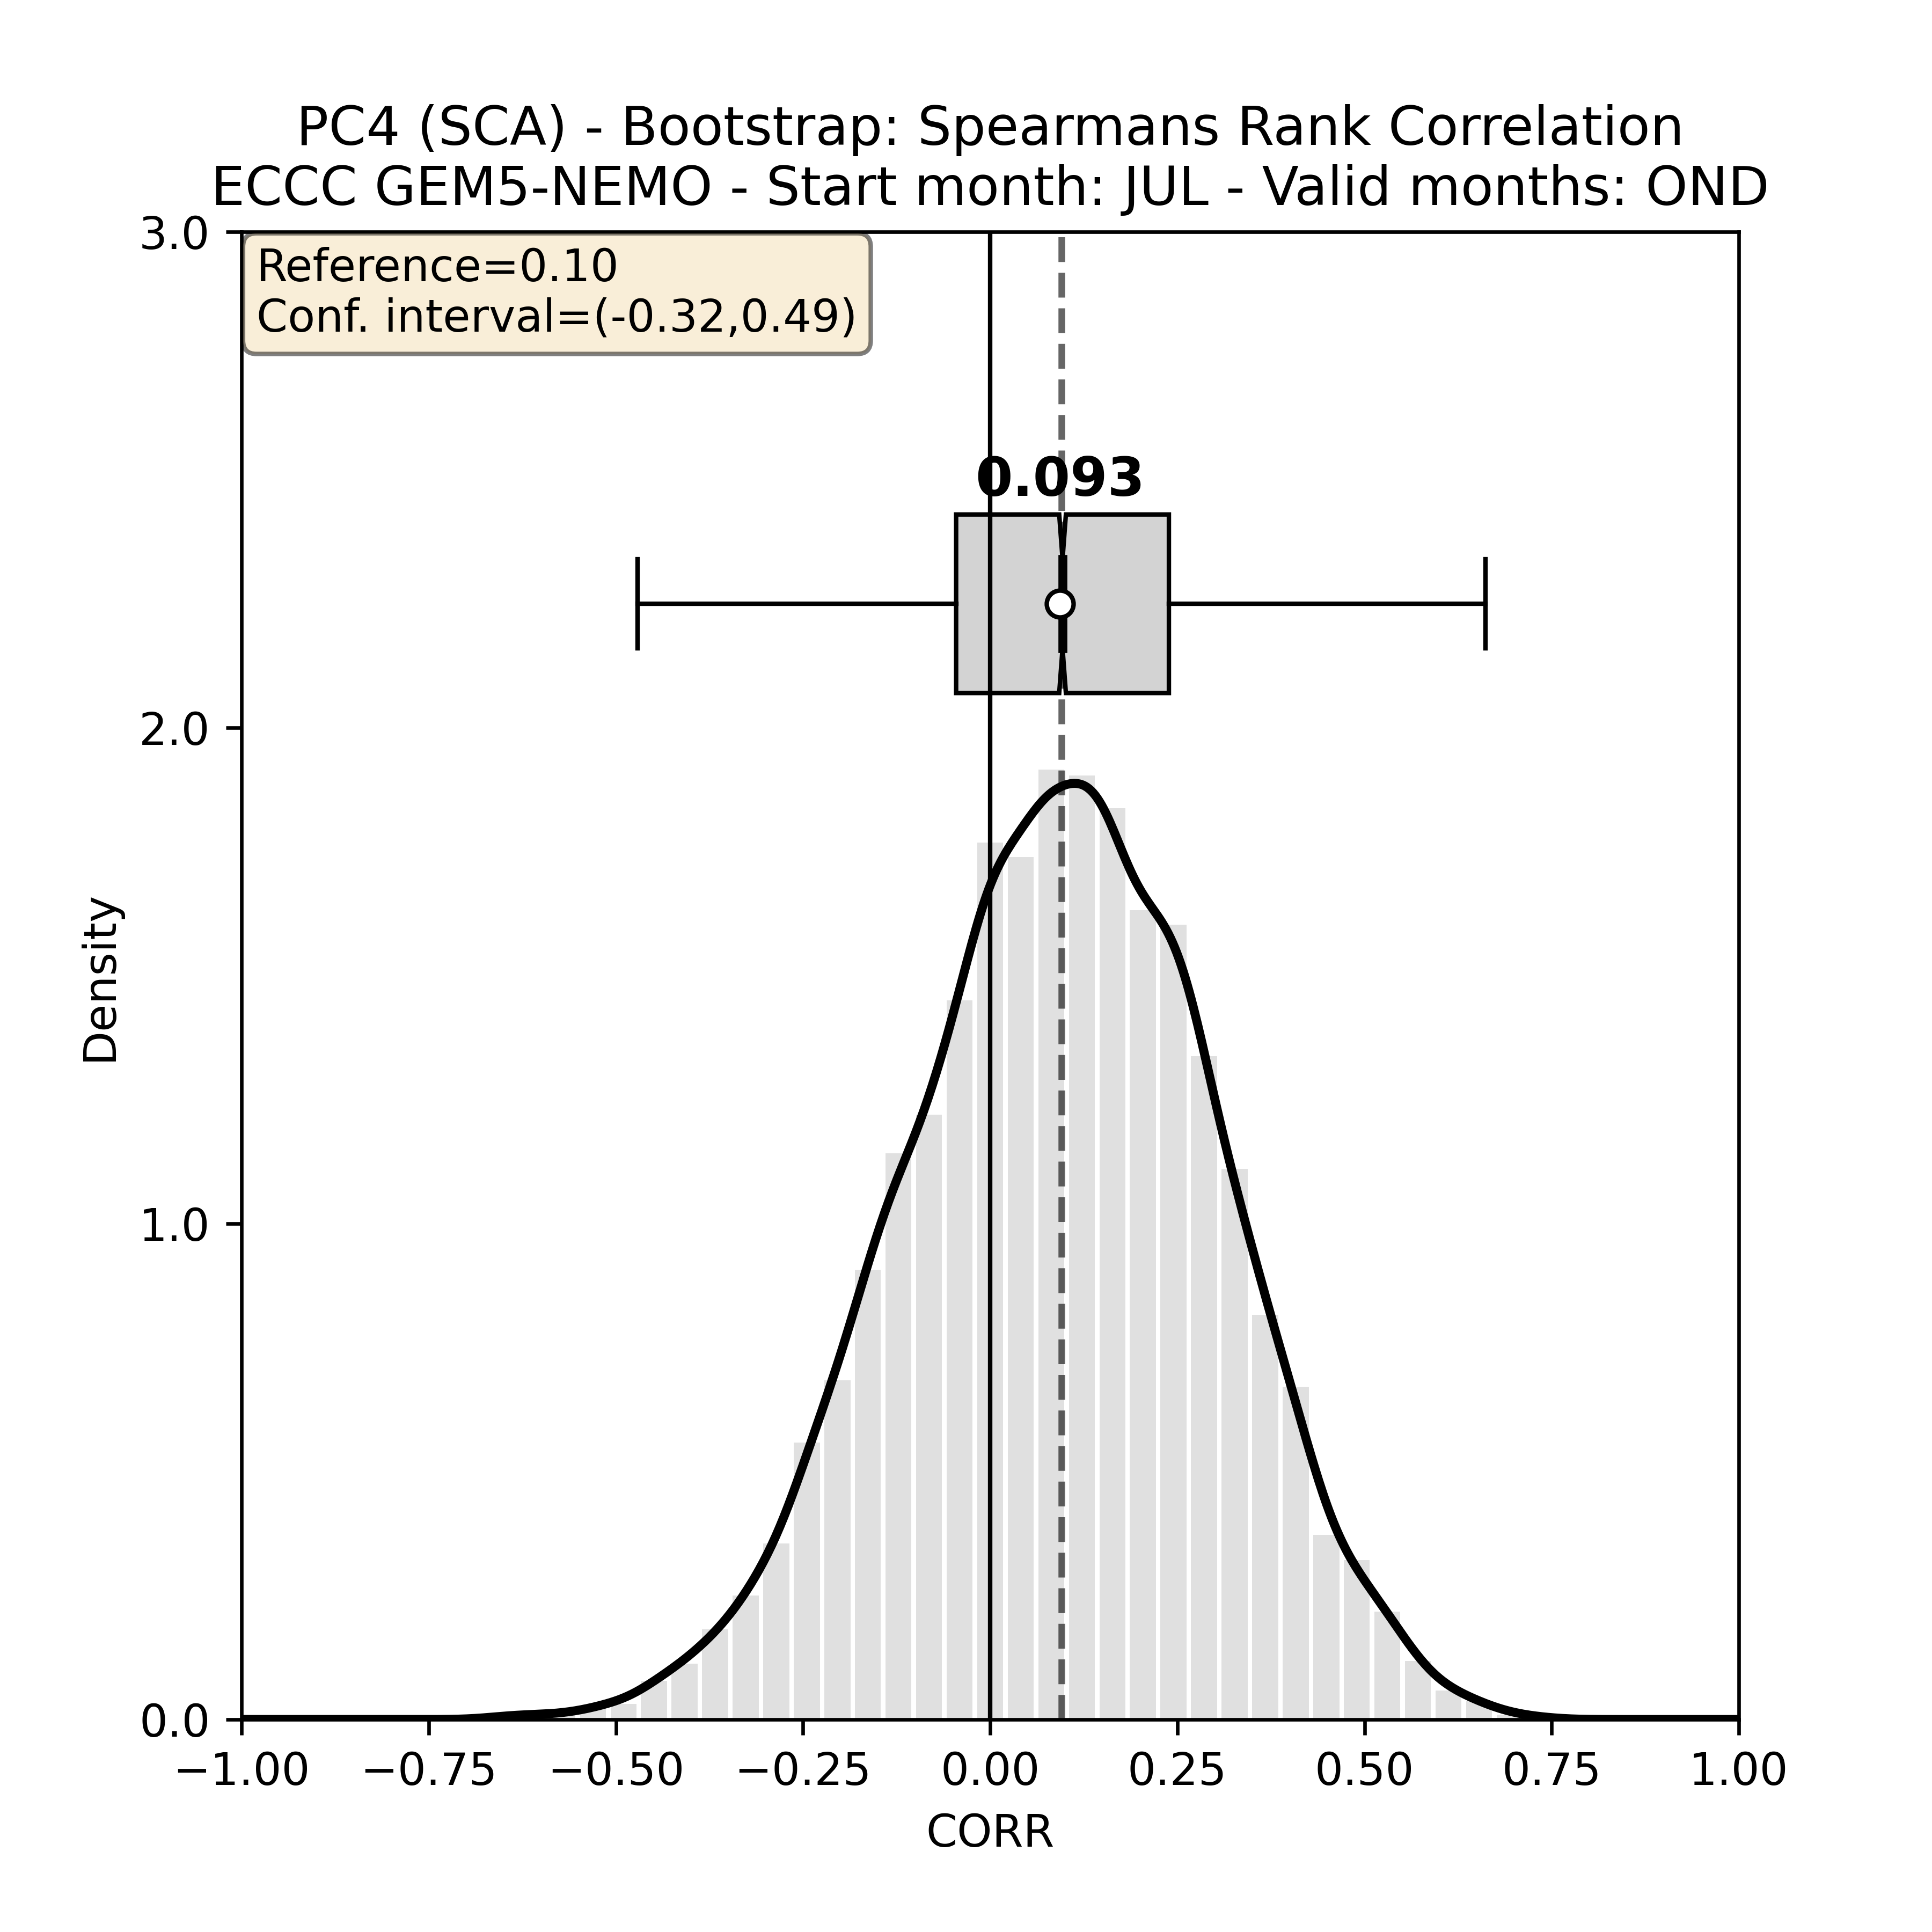 PC4 (SCA) - Bootstrap: Spearmans Rank Correlation
ECCC GEM5-NEMO - Start month: JUL - Valid months: OND
Reference=0.10
Conf. interval=(-0.32,0.49)
0.093
3.0
2.0
1.0
0.0
Density
−1.00 −0.75 −0.50 −0.25 0.00 0.25 0.50 0.75 1.00
CORR